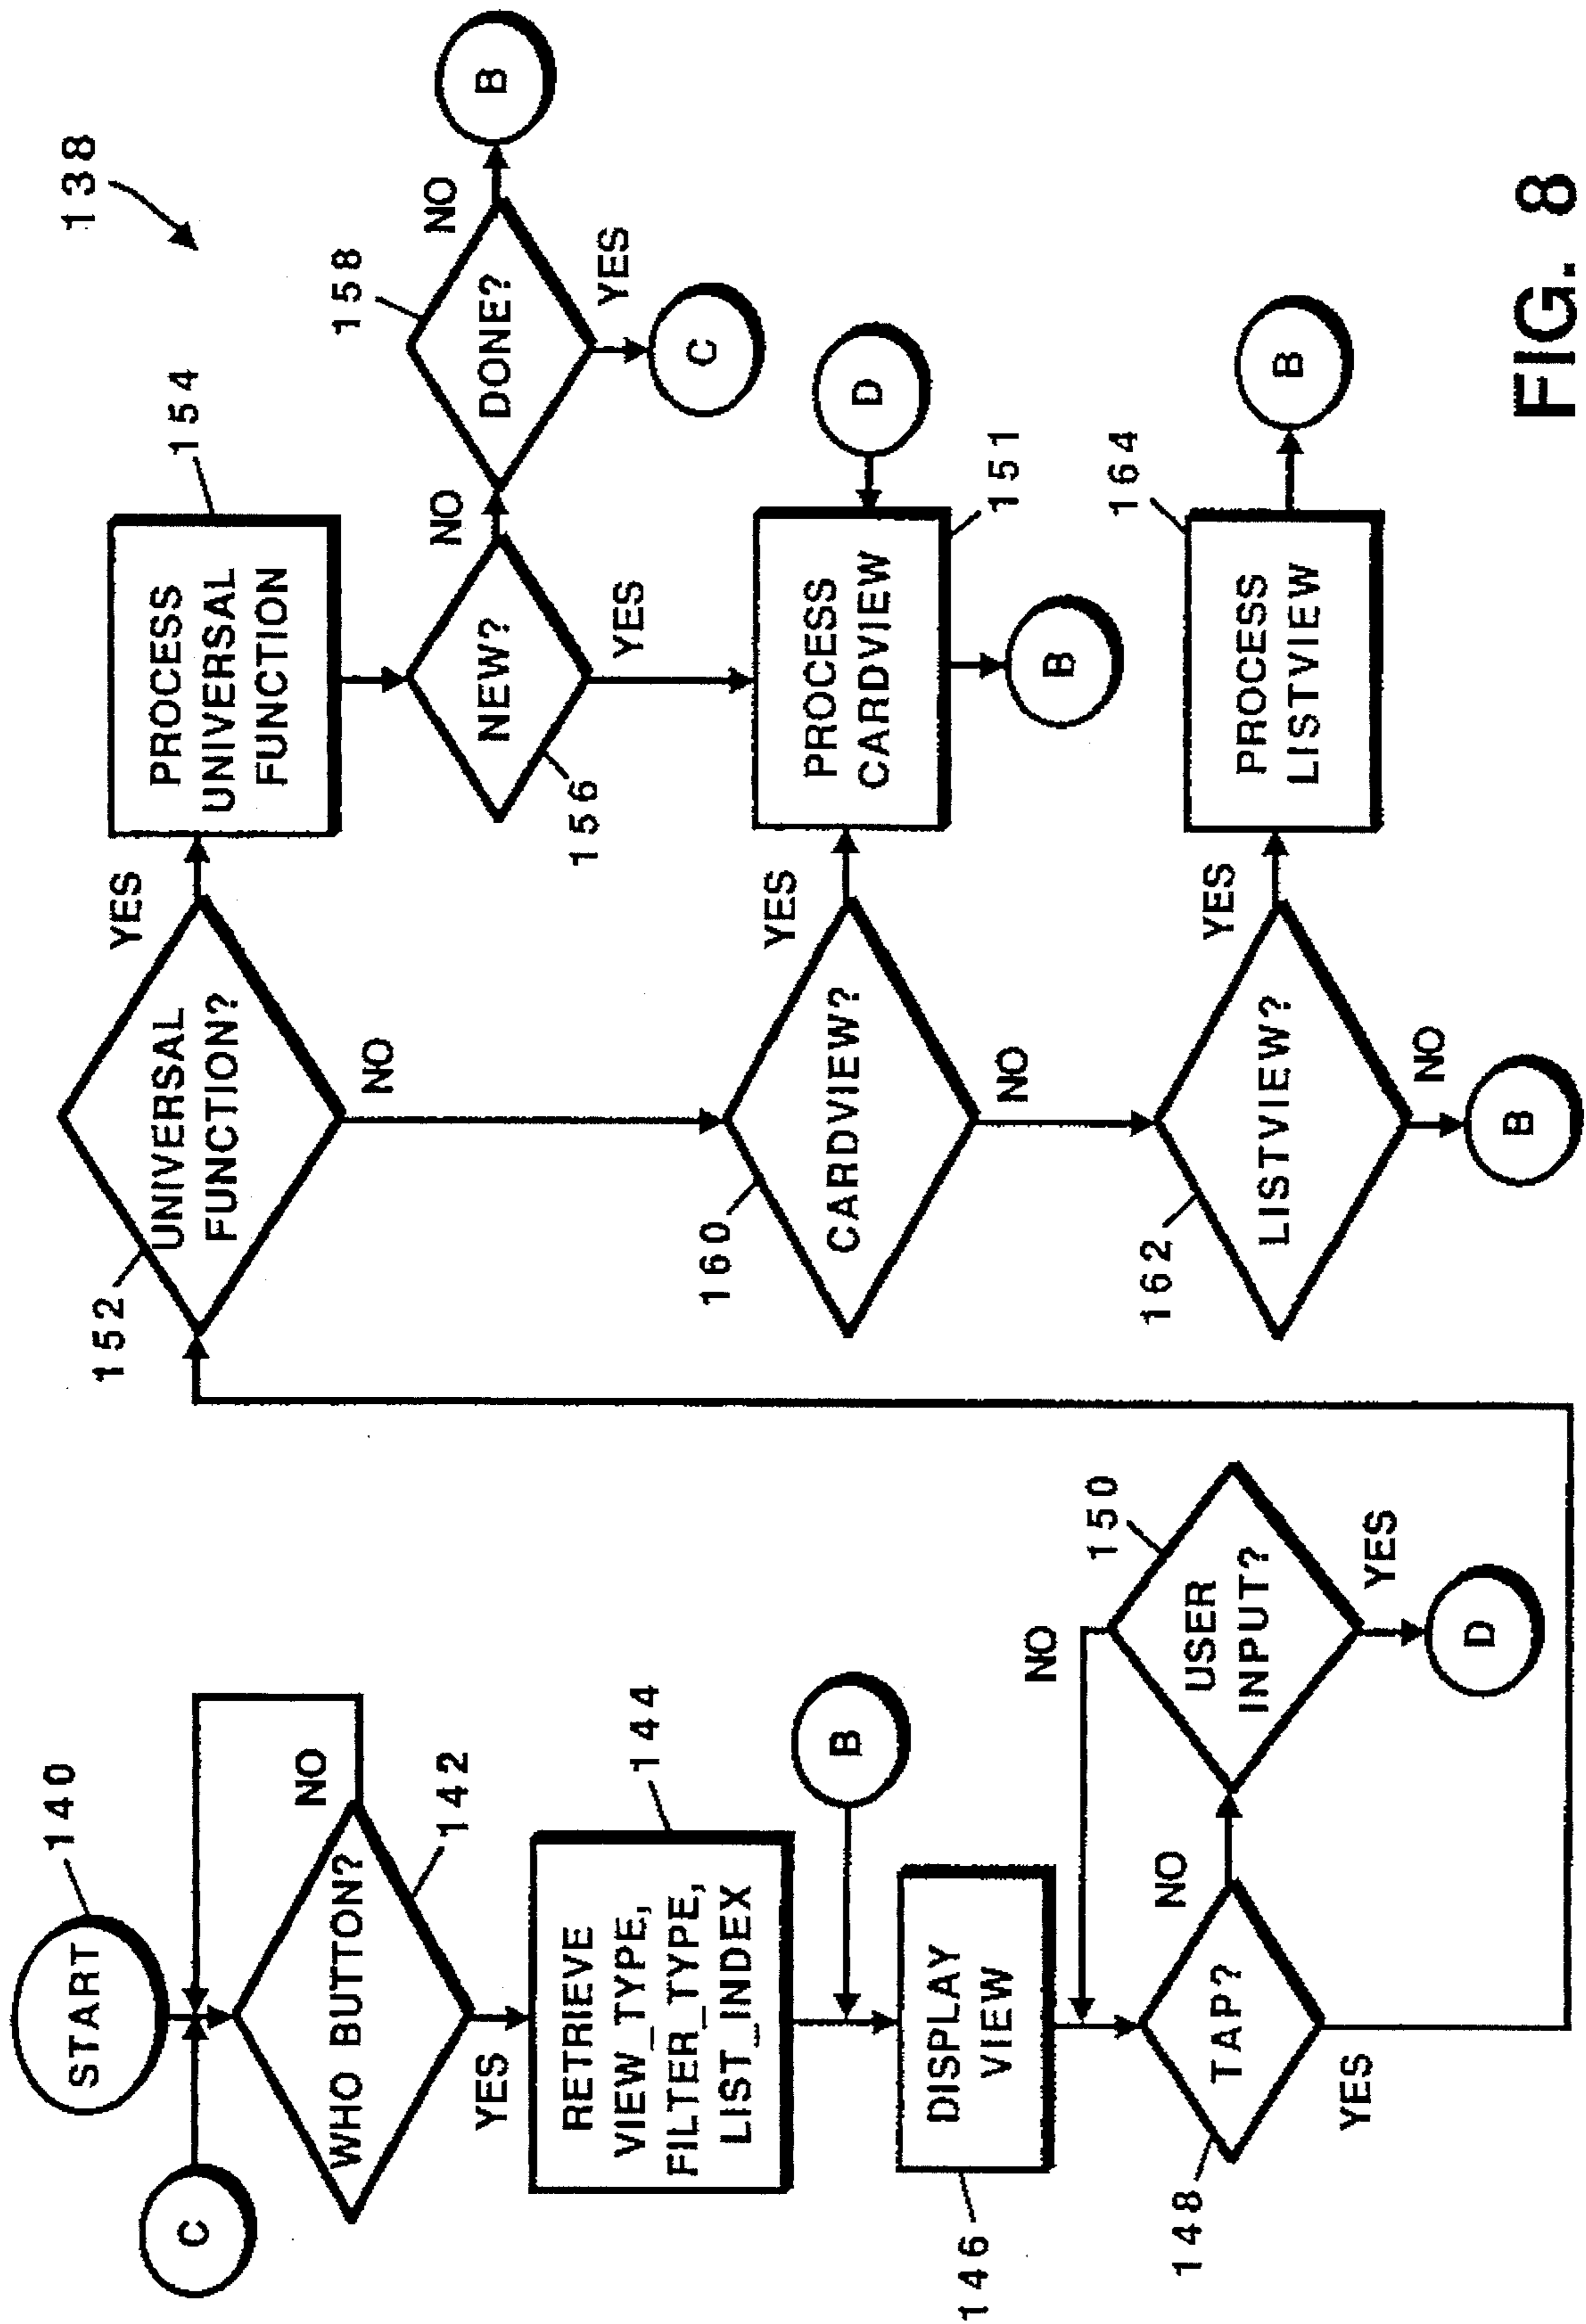 138
START
140
C
WHO BUTTON?
142
NO
YES
RETRIEVE
VIEW_TYPE,
FILTER_TYPE,
LIST_INDEX
144
B
DISPLAY
VIEW
146
NO
TAP?
148
NO
YES
USER
INPUT?
150
YES
D
152
UNIVERSAL
FUNCTION?
YES
NO
PROCESS
UNIVERSAL
FUNCTION
154
NEW?
156
NO
YES
DONE?
158
NO
B
YES
C
160
CARDVIEW?
YES
NO
PROCESS
CARDVIEW
151
D
B
162
LISTVIEW?
YES
NO
B
PROCESS
LISTVIEW
164
B
FIG. 8